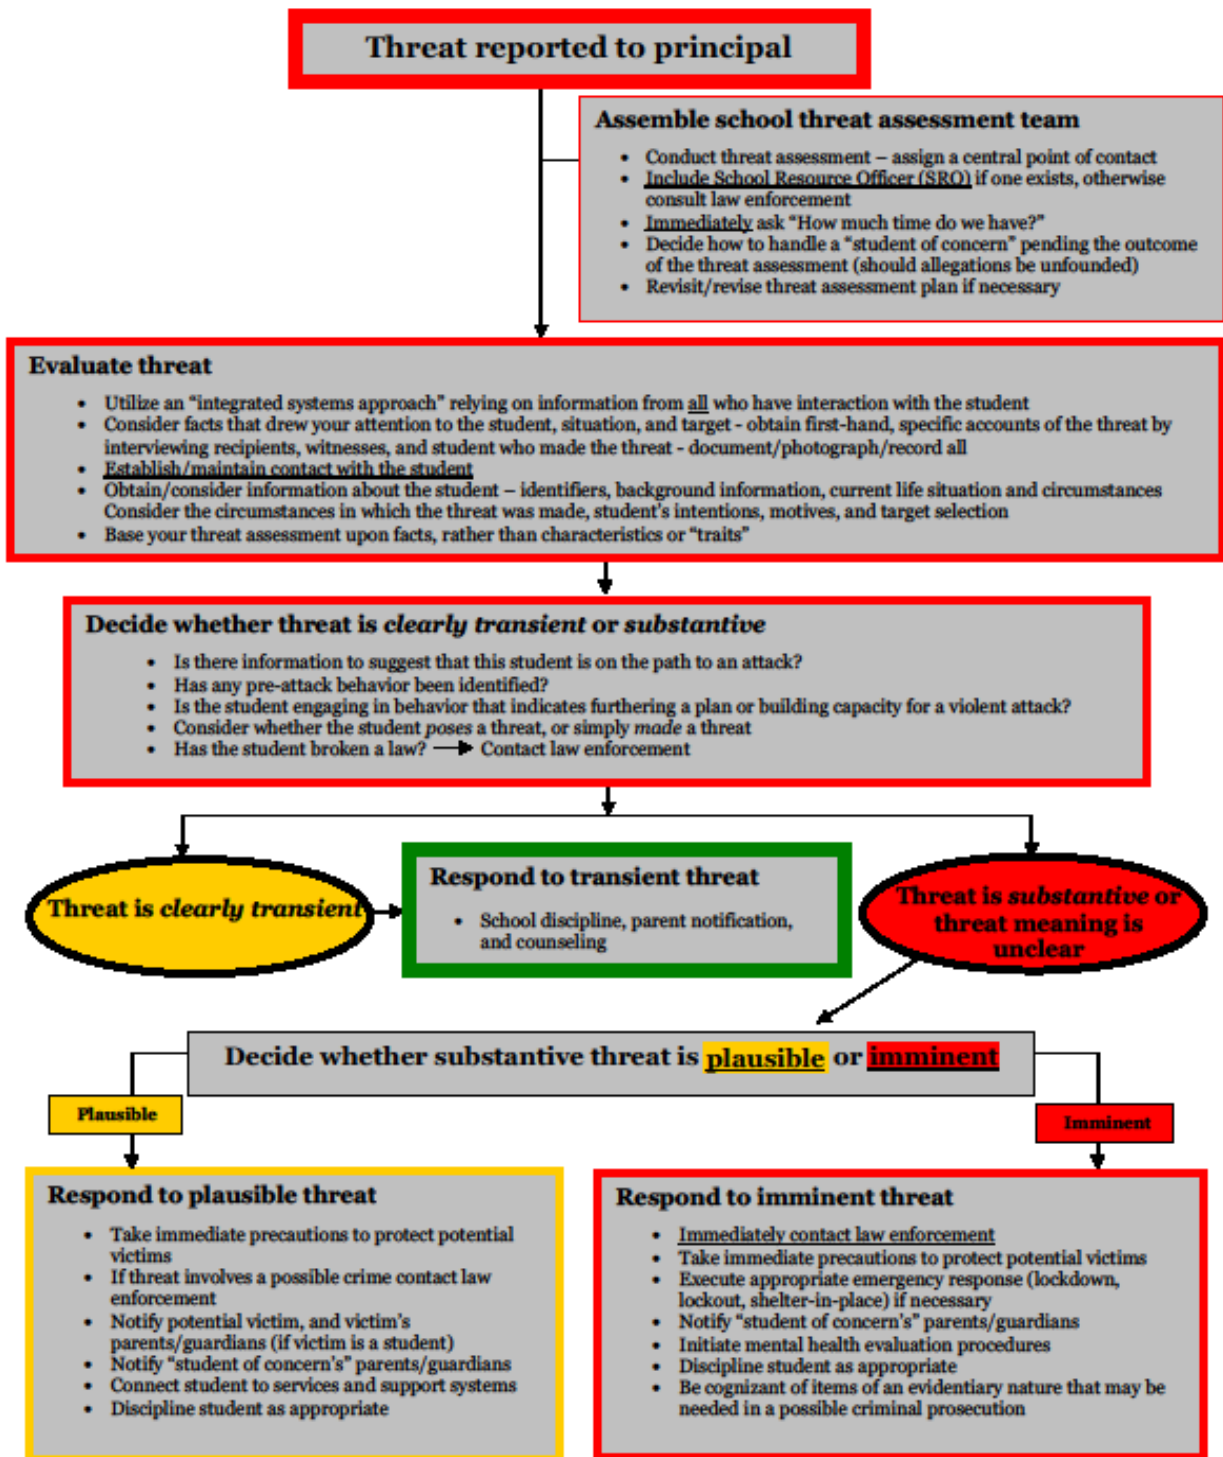 Threat reported to principal
Assemble school threat assessment team
• Conduct threat assessment – assign a central point of contact
• Include School Resource Officer (SRO) if one exists, otherwise
consult law enforcement
• Immediately ask “How much time do we have?”
• Decide how to handle a “student of concern” pending the outcome
of the threat assessment (should allegations be unfounded)
• Revisit/revise threat assessment plan if necessary
Evaluate threat
• Utilize an “integrated systems approach” relying on information from all who have interaction with the student
• Consider facts that drew your attention to the student, situation, and target - obtain first-hand, specific accounts of the threat by
interviewing recipients, witnesses, and student who made the threat - document/photograph/record all
• Establish/maintain contact with the student
• Obtain/consider information about the student – identifiers, background information, current life situation and circumstances
Consider the circumstances in which the threat was made, student’s intentions, motives, and target selection
• Base your threat assessment upon facts, rather than characteristics or “traits”
Decide whether threat is clearly transient or substantive
• Is there information to suggest that this student is on the path to an attack?
• Has any pre-attack behavior been identified?
• Is the student engaging in behavior that indicates furthering a plan or building capacity for a violent attack?
• Consider whether the student poses a threat, or simply made a threat
• Has the student broken a law? Contact law enforcement
Threat is clearly transient
Respond to transient threat
• School discipline, parent notification,
and counseling
Threat is substantive or
threat meaning is
unclear
Decide whether substantive threat is plausible or imminent
Plausible
Imminent
Respond to plausible threat
• Take immediate precautions to protect potential
victims
• If threat involves a possible crime contact law
enforcement
• Notify potential victim, and victim’s
parents/guardians (if victim is a student)
• Notify “student of concern’s” parents/guardians
• Connect student to services and support systems
• Discipline student as appropriate
Respond to imminent threat
• Immediately contact law enforcement
• Take immediate precautions to protect potential victims
• Execute appropriate emergency response (lockdown,
lockout, shelter-in-place) if necessary
• Notify “student of concern’s” parents/guardians
• Initiate mental health evaluation procedures
• Discipline student as appropriate
• Be cognizant of items of an evidentiary nature that may be
needed in a possible criminal prosecution